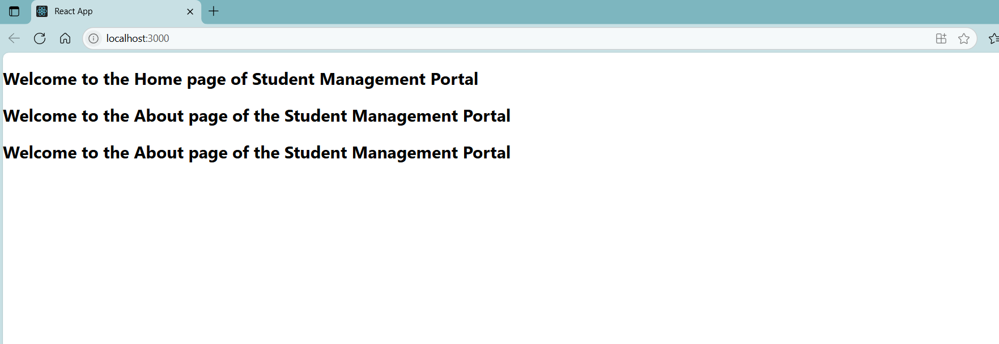 React App
localhost:3000
Welcome to the Home page of Student Management Portal
Welcome to the About page of the Student Management Portal
Welcome to the About page of the Student Management Portal